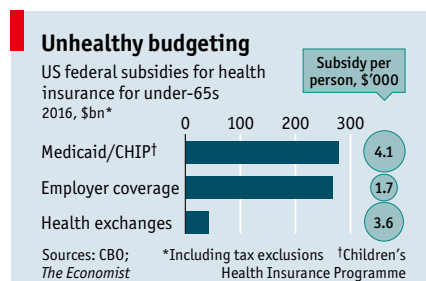 Unhealthy budgeting
US federal subsidies for health
insurance for under-65s
2016, $bn*
Subsidy per
person, $'000
0 100 200 300
Medicaid/CHIP† 4.1
Employer coverage 1.7
Health exchanges 3.6
Sources: CBO;
The Economist
*Including tax exclusions †Children's
Health Insurance Programme